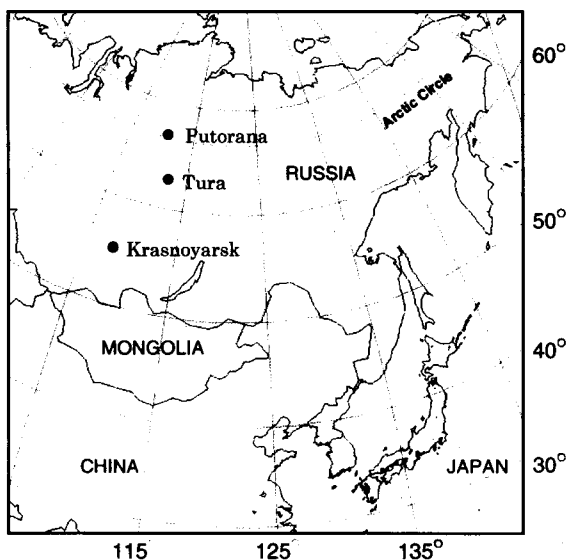 60°
Arctic Circle
Putorana
RUSSIA
Tura
50°
Krasnoyarsk
MONGOLIA
40°
CHINA
JAPAN
30°
115°
125°
135°